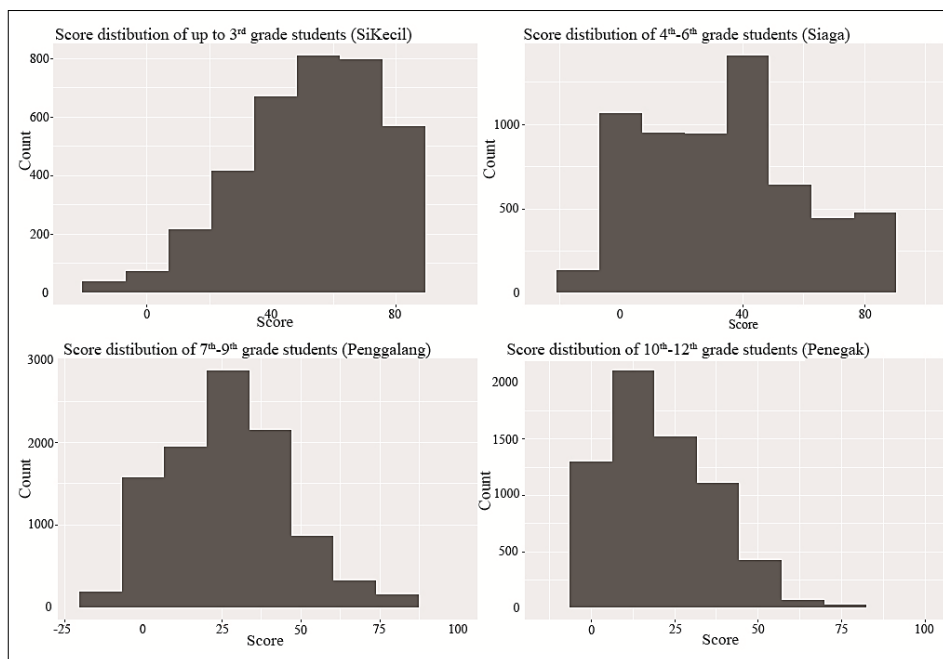 Score distibution of up to 3rd grade students (SiKecil)
800
600
400
200
0
Count
0
40
80
Score
Score distibution of 4th-6th grade students (Siaga)
1000
500
0
Count
0
40
80
Score
Score distibution of 7th-9th grade students (Penggalang)
3000
2000
1000
0
Count
-25
0
25
50
75
100
Score
Score distibution of 10th-12th grade students (Penegak)
2000
1500
1000
500
0
Count
0
25
50
75
100
Score